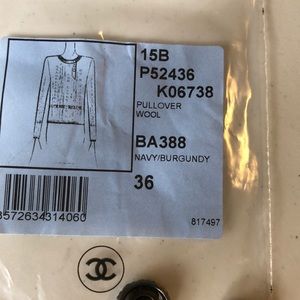 15B
P52436
K06738
PULLOVER
WOOL
BA388
NAVY/BURGUNDY
36
3572634314060
817497